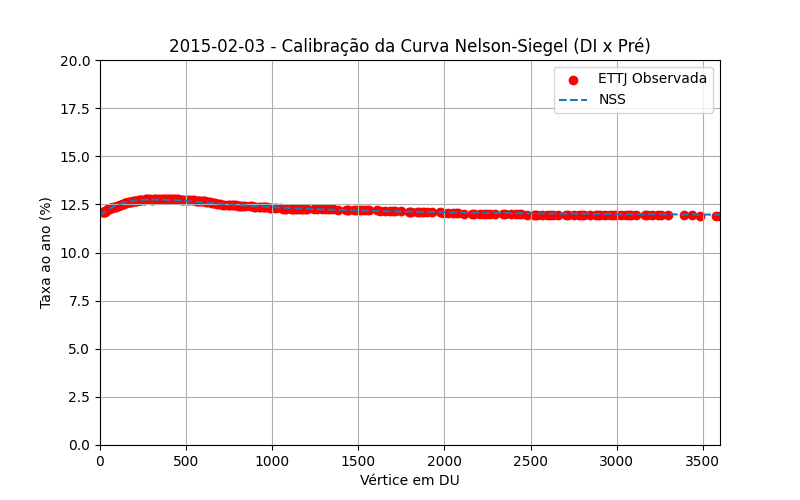 2015-02-03 - Calibração da Curva Nelson-Siegel (DI x Pré)
ETTJ Observada
NSS
Taxa ao ano (%)
20.0
17.5
15.0
12.5
10.0
7.5
5.0
2.5
0.0
0 500 1000 1500 2000 2500 3000 3500
Vértice em DU